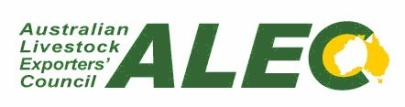 Australian
Livestock
Exporters'
Council
ALEC